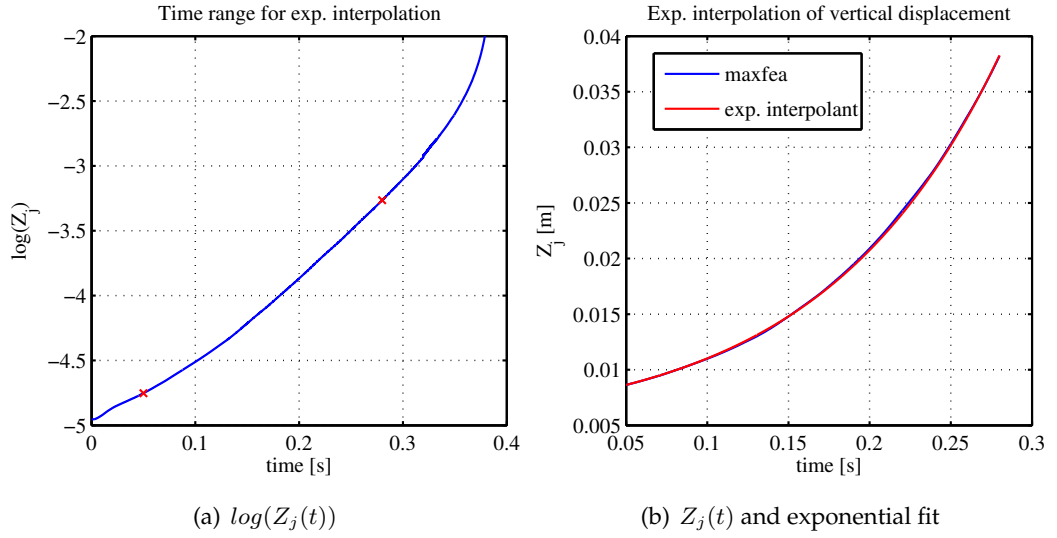 Time range for exp. interpolation
−2
−2.5
−3
−3.5
−4
−4.5
−5
log(Z_j)
0
0.1
0.2
0.3
0.4
time [s]
(a) log(Z_j(t))
Exp. interpolation of vertical displacement
0.04
0.035
0.03
0.025
0.02
0.015
0.01
0.005
Z_j [m]
maxfea
exp. interpolant
0.05
0.1
0.15
0.2
0.25
0.3
time [s]
(b) Z_j(t) and exponential fit